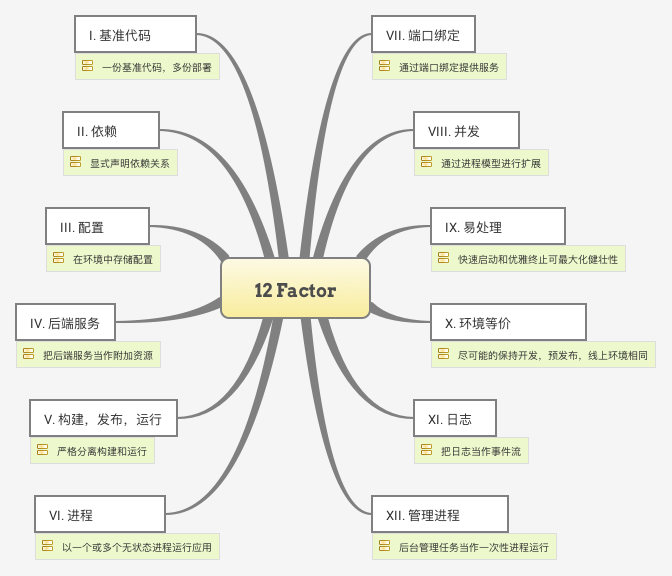 I. 基准代码
一份基准代码，多份部署
II. 依赖
显式声明依赖关系
III. 配置
在环境中存储配置
IV. 后端服务
把后端服务当作附加资源
V. 构建，发布，运行
严格分离构建和运行
VI. 进程
以一个或多个无状态进程运行应用
12 Factor
VII. 端口绑定
通过端口绑定提供服务
VIII. 并发
通过进程模型进行扩展
IX. 易处理
快速启动和优雅终止可最大化健壮性
X. 环境等价
尽可能的保持开发，预发布，线上环境相同
XI. 日志
把日志当作事件流
XII. 管理进程
后台管理任务当作一次性进程运行